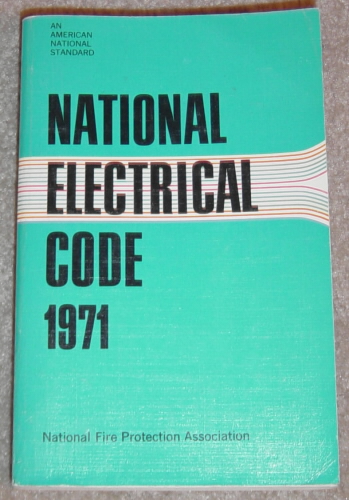 AN
AMERICAN
NATIONAL
STANDARD
NATIONAL
ELECTRICAL
CODE
1971
National Fire Protection Association